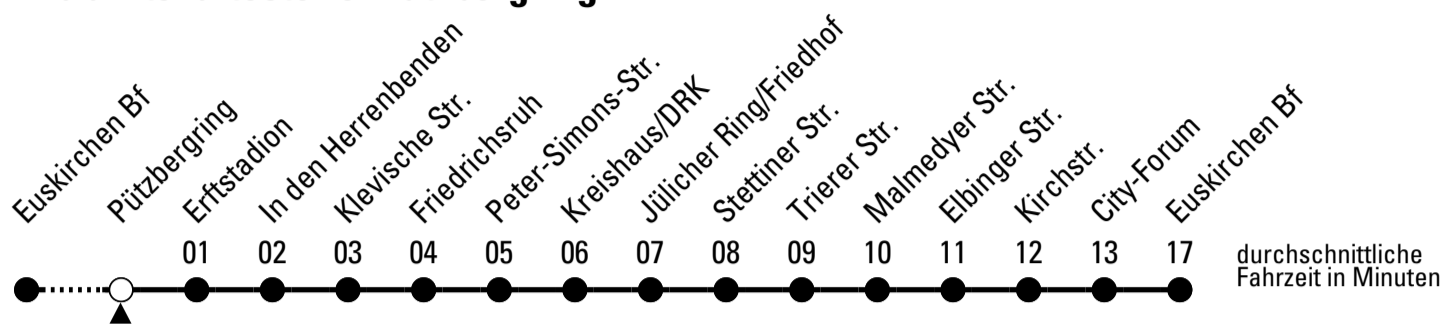 Euskirchen Bf
Pützbergring
Erftstadion
In den Herrenbenden
Klevische Str.
Friedrichsruh
Peter-Simons-Str.
Kreishaus/DRK
Jülicher Ring/Friedhof
Stettiner Str.
Trierer Str.
Malmedyer Str.
Elbinger Str.
Kirchstr.
City-Forum
Euskirchen Bf
01 02 03 04 05 06 07 08 09 10 11 12 13 17
durchschnittliche
Fahrzeit in Minuten